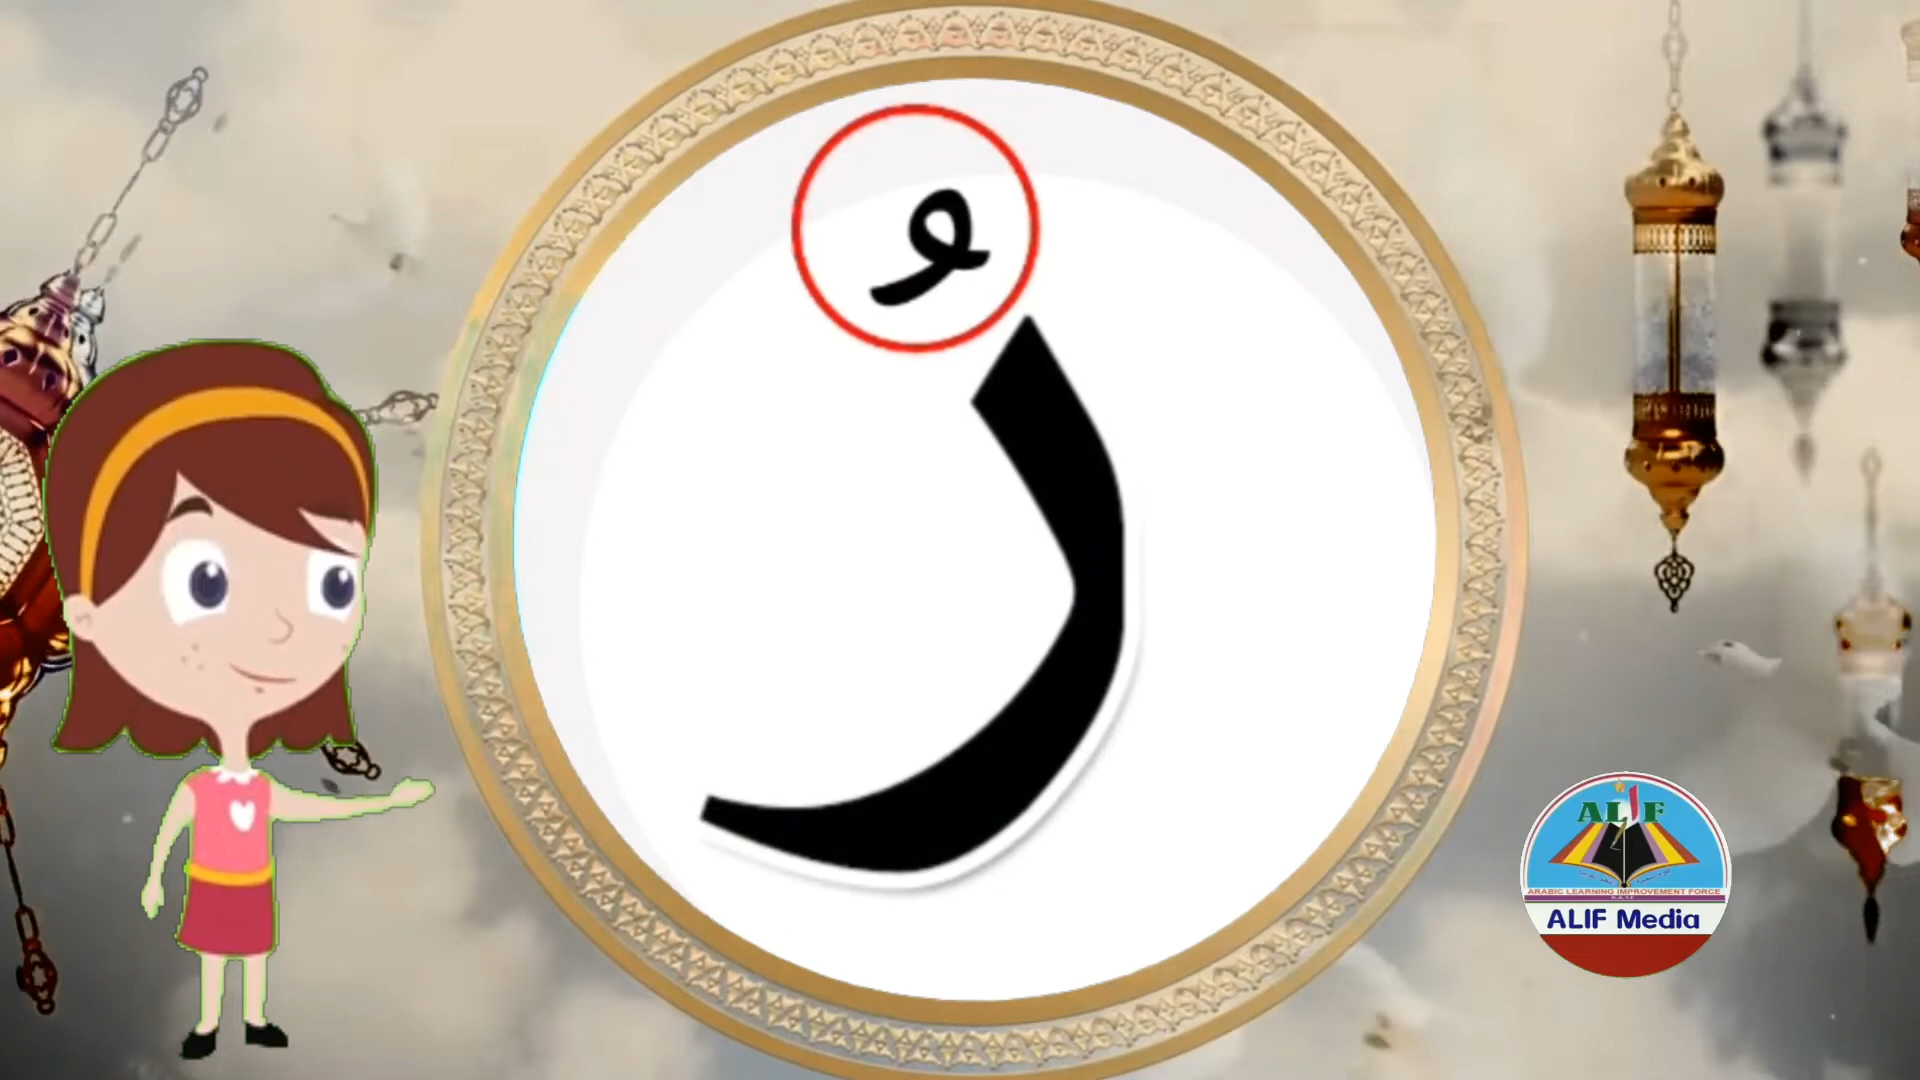 رُ
ALIF
ARABIC LEARNING IMPROVEMENT FORCE
ALIF Media